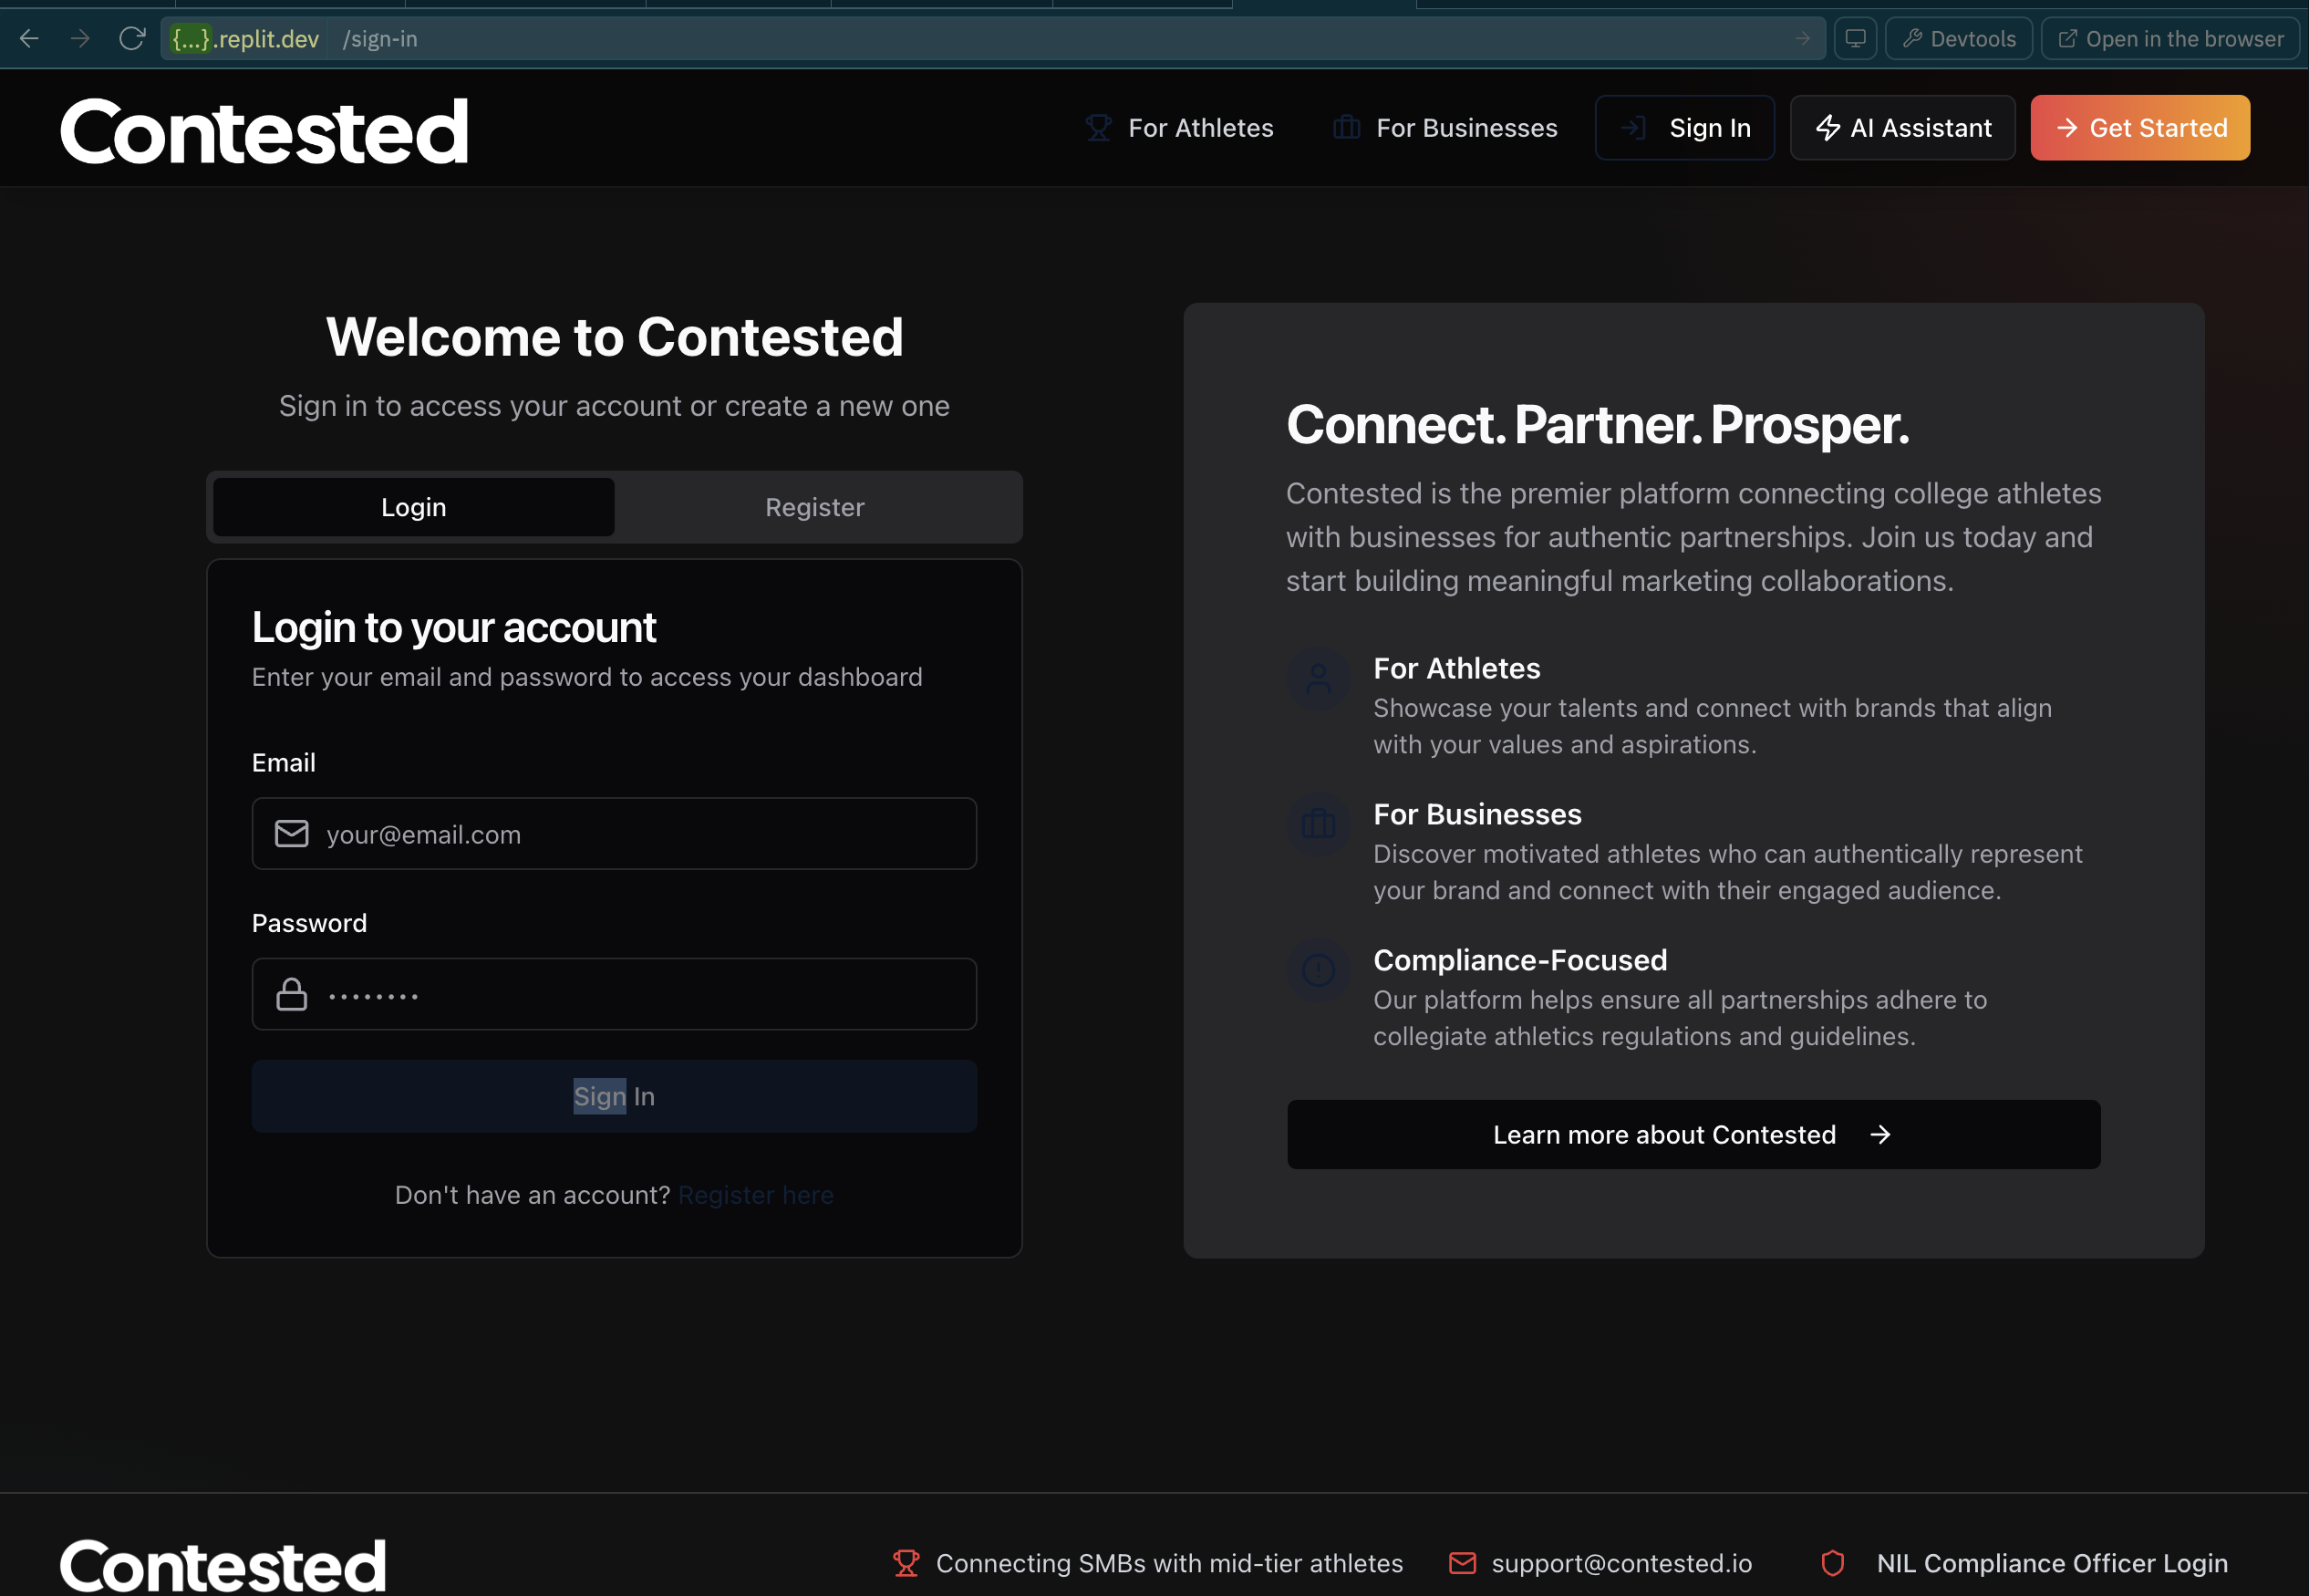 {...}.replit.dev /sign-in
Devtools
Open in the browser
Contested
For Athletes
For Businesses
Sign In
AI Assistant
Get Started
Welcome to Contested
Sign in to access your account or create a new one
Login
Register
Login to your account
Enter your email and password to access your dashboard
Email
your@email.com
Password
••••••••
Sign In
Don't have an account? Register here
Connect. Partner. Prosper.
Contested is the premier platform connecting college athletes
with businesses for authentic partnerships. Join us today and
start building meaningful marketing collaborations.
For Athletes
Showcase your talents and connect with brands that align
with your values and aspirations.
For Businesses
Discover motivated athletes who can authentically represent
your brand and connect with their engaged audience.
Compliance-Focused
Our platform helps ensure all partnerships adhere to
collegiate athletics regulations and guidelines.
Learn more about Contested
Contested
Connecting SMBs with mid-tier athletes
support@contested.io
NIL Compliance Officer Login